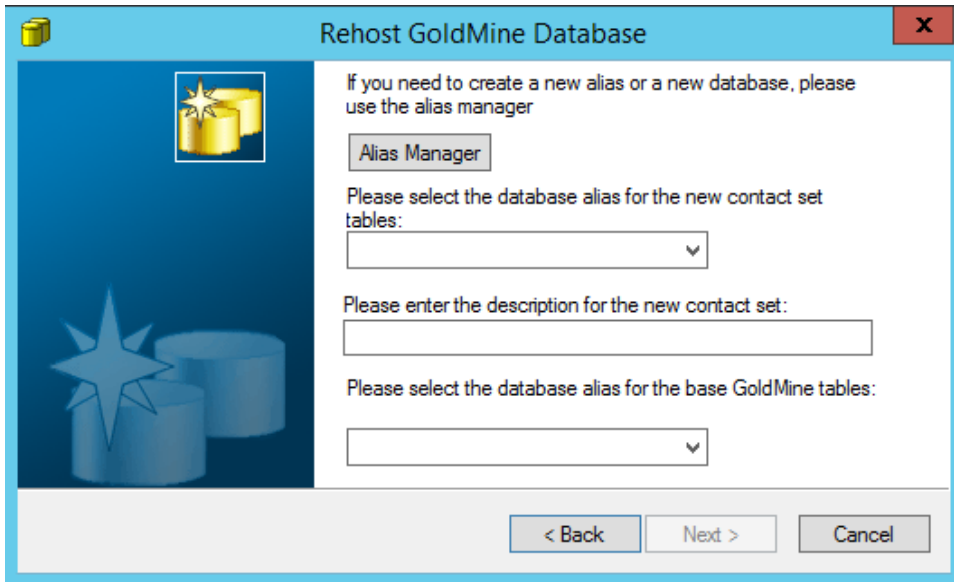 Rehost GoldMine Database
x
If you need to create a new alias or a new database, please
use the alias manager
Alias Manager
Please select the database alias for the new contact set
tables:
Please enter the description for the new contact set:
Please select the database alias for the base GoldMine tables:
< Back
Next >
Cancel